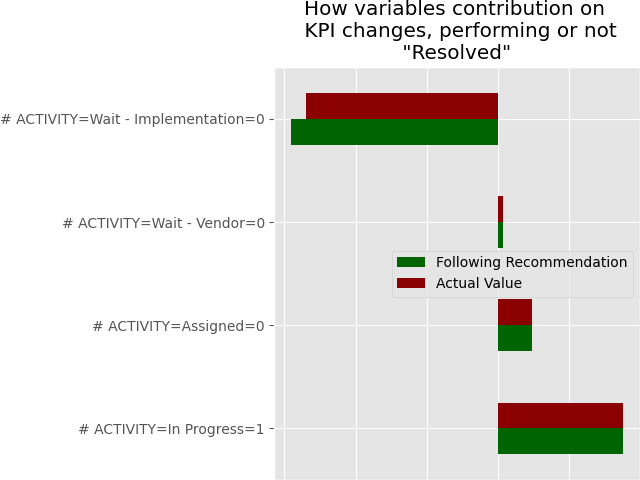 How variables contribution on
KPI changes, performing or not
"Resolved"
# ACTIVITY=Wait - Implementation=0
# ACTIVITY=Wait - Vendor=0
Following Recommendation
Actual Value
# ACTIVITY=Assigned=0
# ACTIVITY=In Progress=1